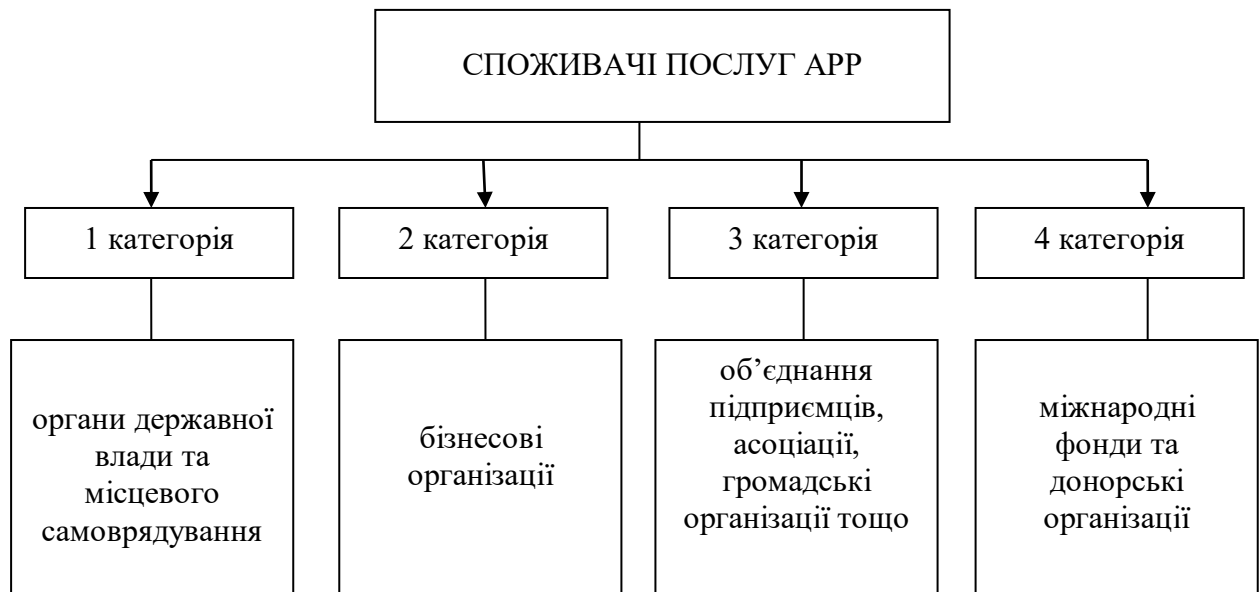 СПОЖИВАЧІ ПОСЛУГ АРР
1 категорія
2 категорія
3 категорія
4 категорія
органи державної
влади та
місцевого
самоврядування
бізнесові
організації
об’єднання
підприємців,
асоціації,
громадські
організації тощо
міжнародні
фонди та
донорські
організації